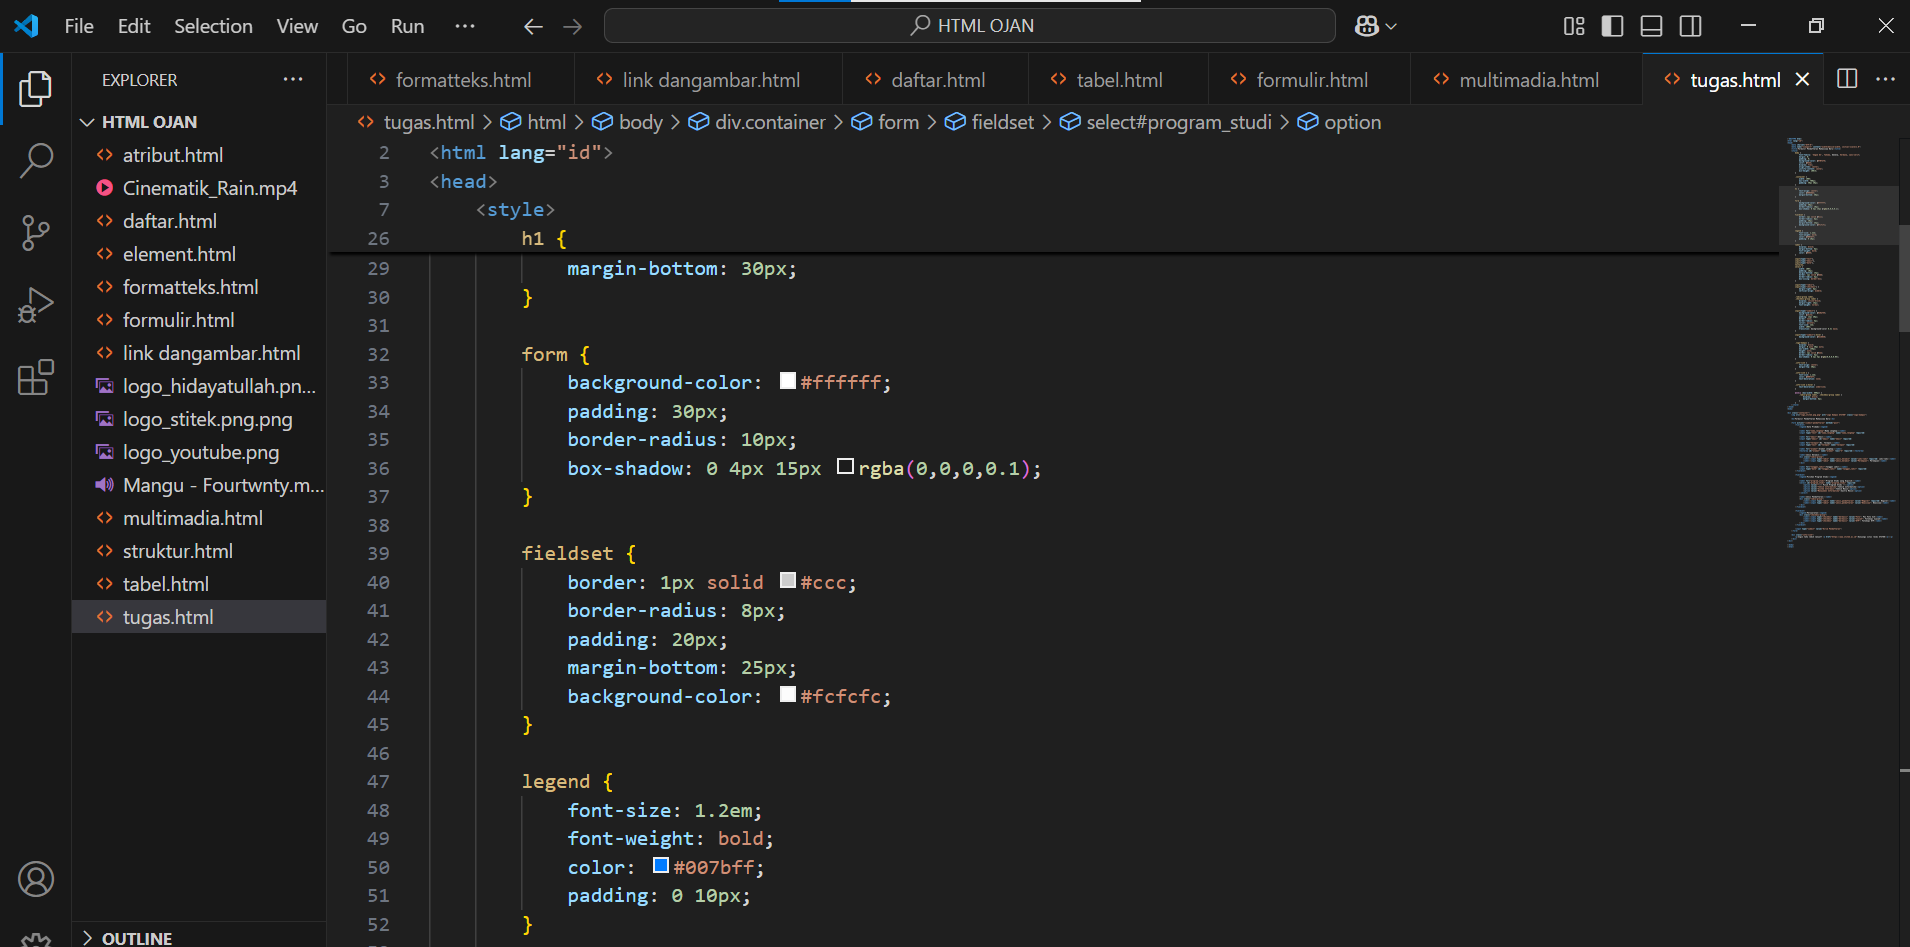 File Edit Selection View Go Run ··· HTML OJAN
EXPLORER ···
HTML OJAN
atribut.html
Cinematik_Rain.mp4
daftar.html
element.html
formatteks.html
formulir.html
link dangambar.html
logo_hidayatullah.pn...
logo_stitek.png.png
logo_youtube.png
Mangu - Fourtwnty.m...
multimadia.html
struktur.html
tabel.html
tugas.html
OUTLINE
formatteks.html link dangambar.html daftar.html tabel.html formulir.html multimadia.html tugas.html
tugas.html > html > body > div.container > form > fieldset > select#program_studi > option
2 <html lang="id">
3 <head>
7 <style>
26 h1 {
29 margin-bottom: 30px;
30 }
31
32 form {
33 background-color: #ffffff;
34 padding: 30px;
35 border-radius: 10px;
36 box-shadow: 0 4px 15px rgba(0,0,0,0.1);
37 }
38
39 fieldset {
40 border: 1px solid #ccc;
41 border-radius: 8px;
42 padding: 20px;
43 margin-bottom: 25px;
44 background-color: #fcfcfc;
45 }
46
47 legend {
48 font-size: 1.2em;
49 font-weight: bold;
50 color: #007bff;
51 padding: 0 10px;
52 }